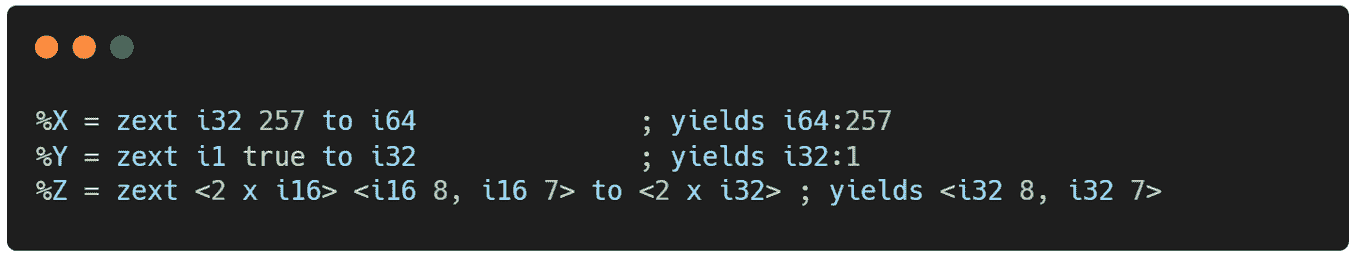 %X = zext i32 257 to i64              ; yields i64:257
%Y = zext i1 true to i32              ; yields i32:1
%Z = zext <2 x i16> <i16 8, i16 7> to <2 x i32> ; yields <i32 8, i32 7>